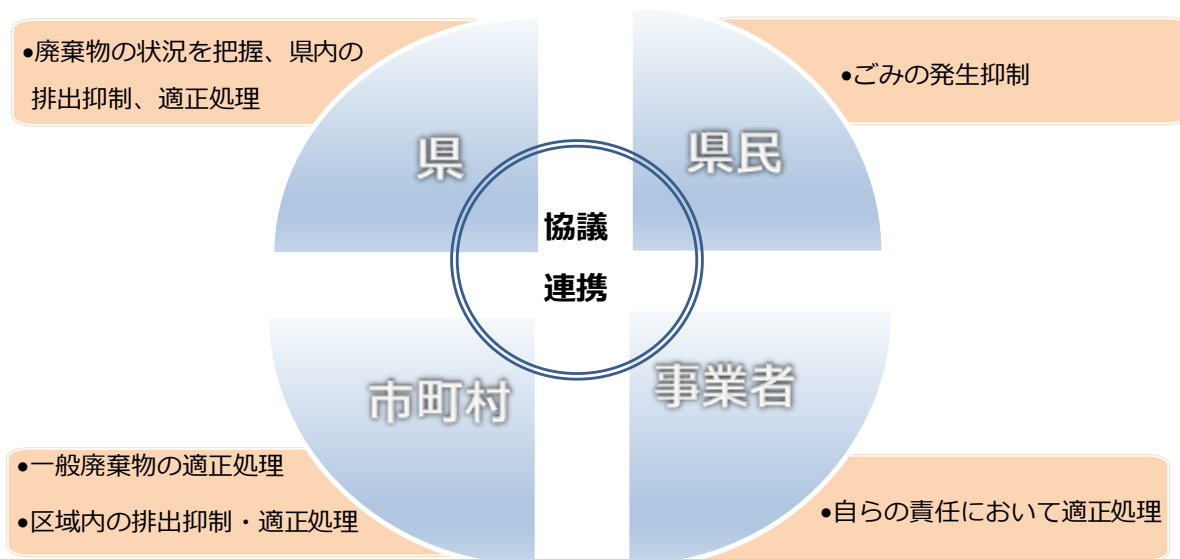 •廃棄物の状況を把握、県内の
排出抑制、適正処理
•ごみの発生抑制
県
県民
協議
連携
市町村
事業者
•一般廃棄物の適正処理
•区域内の排出抑制・適正処理
•自らの責任において適正処理